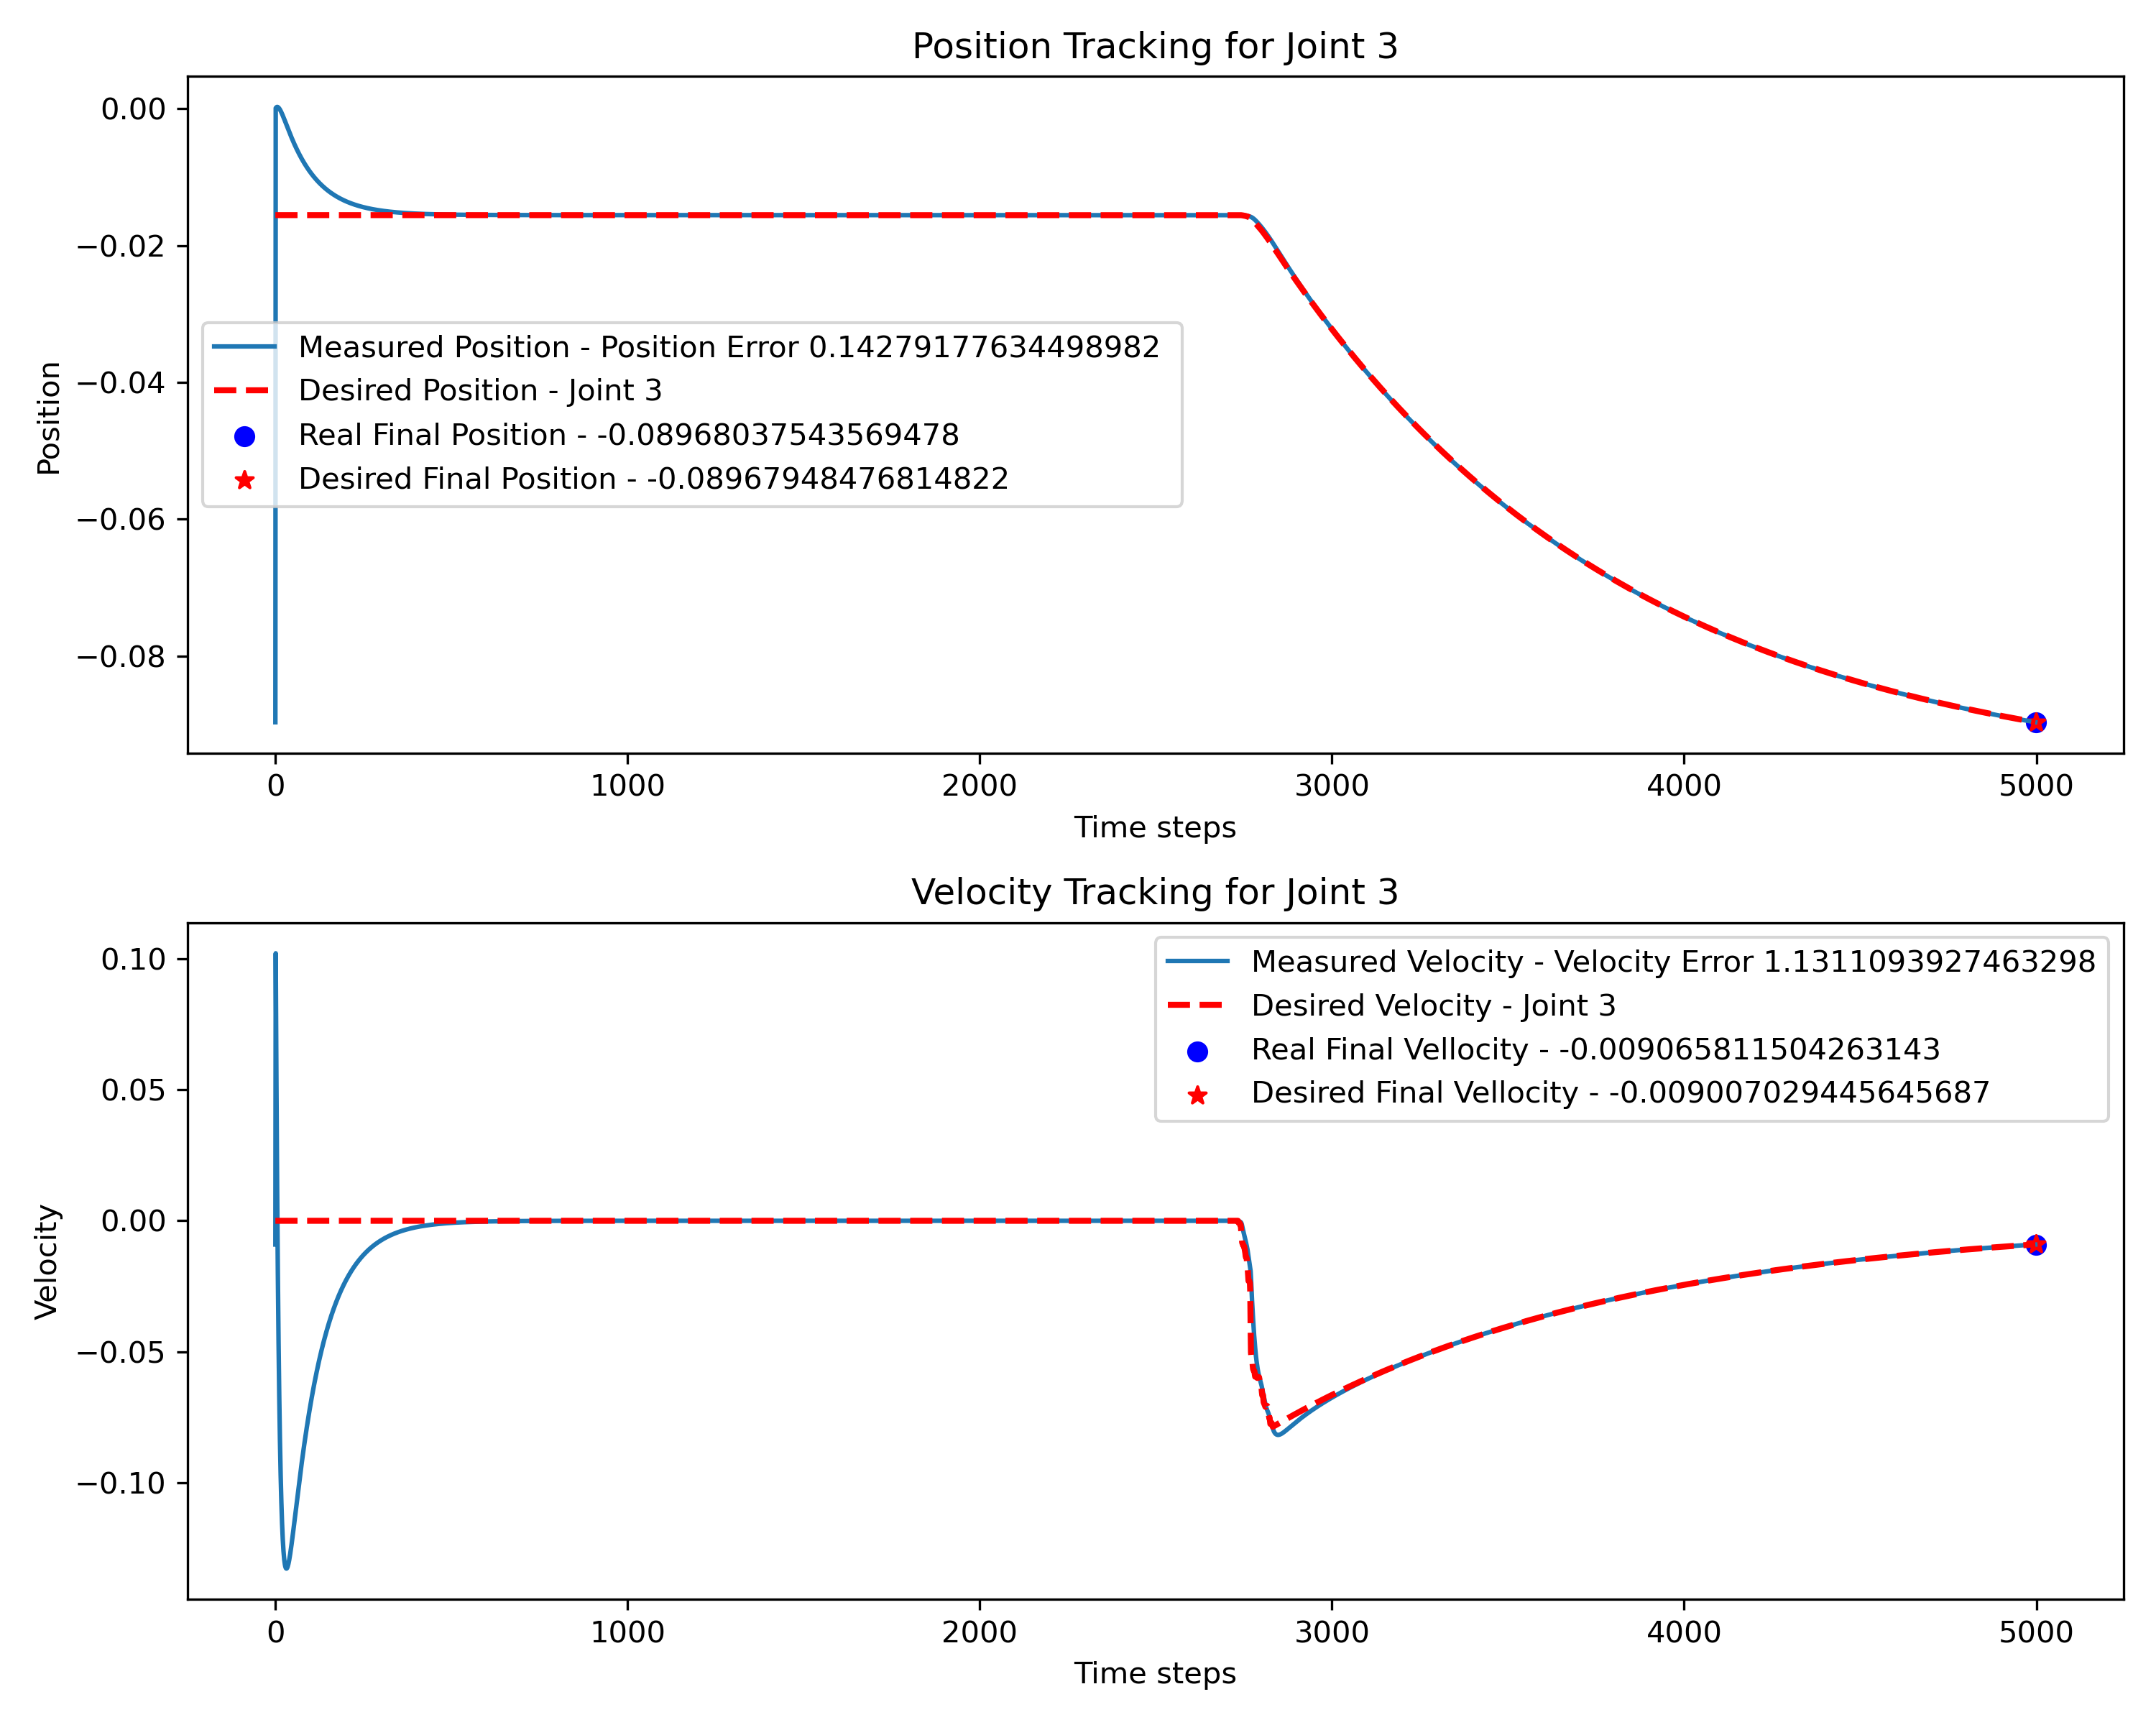 Position Tracking for Joint 3
0.00
−0.02
−0.04
−0.06
−0.08
Position
Measured Position - Position Error 0.14279177634498982
Desired Position - Joint 3
Real Final Position - -0.08968037543569478
Desired Final Position - -0.08967948476814822
0 1000 2000 3000 4000 5000
Time steps
Velocity Tracking for Joint 3
0.10
0.05
0.00
−0.05
−0.10
Velocity
Measured Velocity - Velocity Error 1.1311093927463298
Desired Velocity - Joint 3
Real Final Vellocity - -0.009065811504263143
Desired Final Vellocity - -0.009007029445645687
0 1000 2000 3000 4000 5000
Time steps